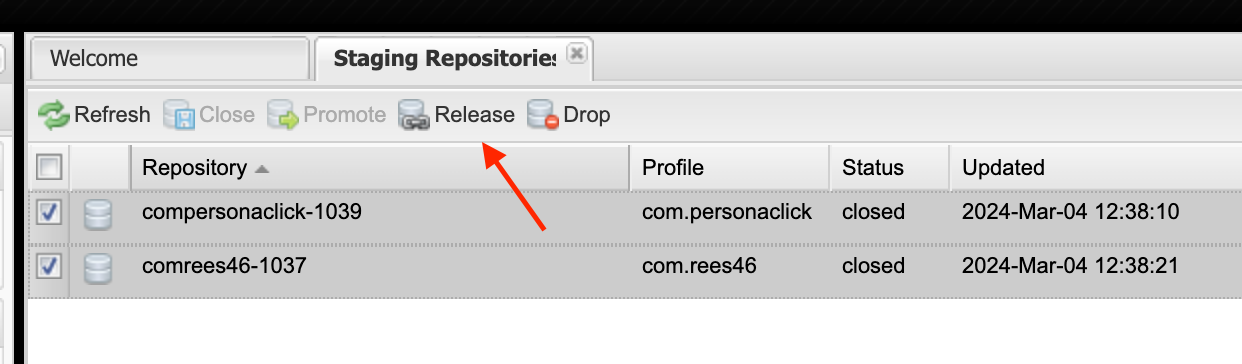 Welcome Staging Repositories
Refresh Close Promote Release Drop
Repository Profile Status Updated
compersonaclick-1039 com.personaclick closed 2024-Mar-04 12:38:10
comrees46-1037 com.rees46 closed 2024-Mar-04 12:38:21